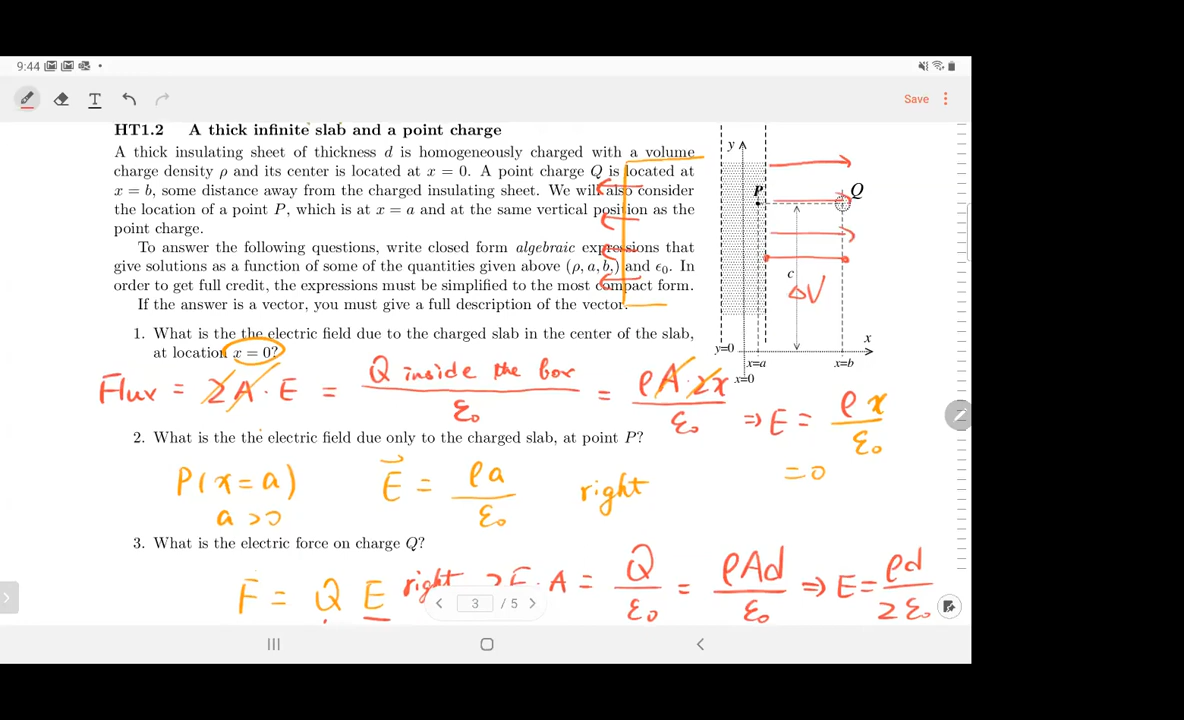 9:44
Save
HT1.2 A thick infinite slab and a point charge
A thick insulating sheet of thickness d is homogeneously charged with a volume
charge density ρ and its center is located at x = 0. A point charge Q is located at
x = b, some distance away from the charged insulating sheet. We will also consider
the location of a point P, which is at x = a and at the same vertical position as the
point charge.
To answer the following questions, write closed form algebraic expressions that
give solutions as a function of some of the quantities given above (ρ, a, b,) and ϵ₀. In
order to get full credit, the expressions must be simplified to the most compact form.
If the answer is a vector, you must give a full description of the vector.
y
P
Q
c
ΔV
x
y=0
x=a
x=b
x=0
1. What is the the electric field due to the charged slab in the center of the slab,
at location x = 0?
Flux = 2A · E = Q inside the box / ε₀ = ρA·2x / ε₀ ⇒ E = ρx / ε₀
= 0
2. What is the the electric field due only to the charged slab, at point P?
P(x = a) E⃗ = ρa / ε₀ right
a > 0
3. What is the electric force on charge Q?
F = Q E right 2E · A = Q / ε₀ = ρAd / ε₀ ⇒ E = ρd / 2ε₀
3 / 5